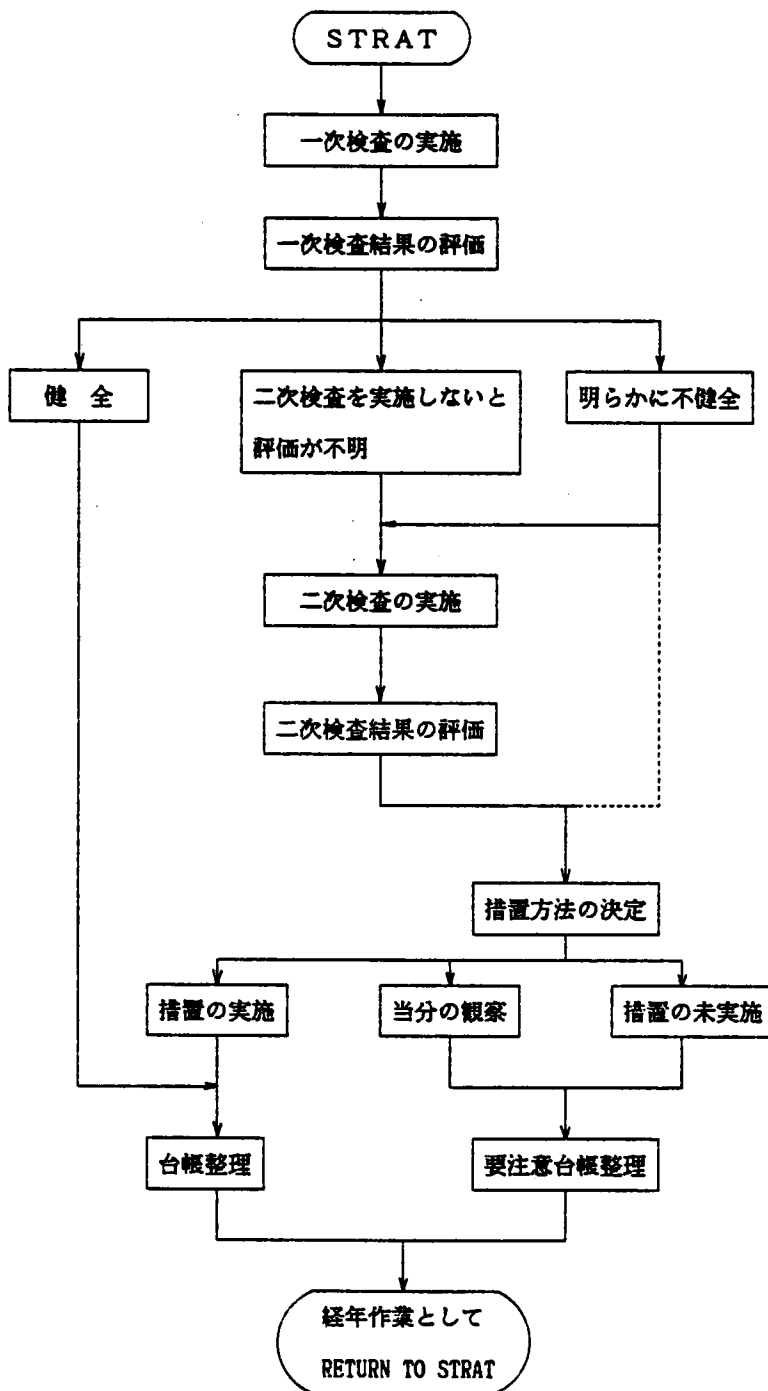 STRAT
一次検査の実施
一次検査結果の評価
健 全
二次検査を実施しないと
評価が不明
明らかに不健全
二次検査の実施
二次検査結果の評価
措置方法の決定
措置の実施
当分の観察
措置の未実施
台帳整理
要注意台帳整理
経年作業として
RETURN TO STRAT